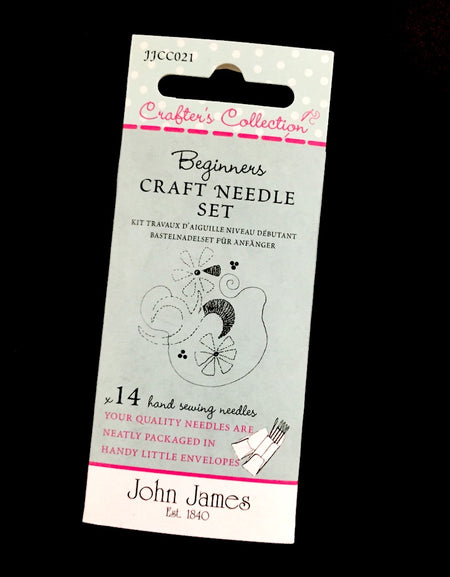 JJCC021
Crafter's Collection
Beginners
CRAFT NEEDLE
SET
KIT TRAVAUX D'AIGUILLE NIVEAU DÉBUTANT
BASTELNADELSET FÜR ANFÄNGER
x 14 hand sewing needles
YOUR QUALITY NEEDLES ARE
NEATLY PACKAGED IN
HANDY LITTLE ENVELOPES
John James
Est. 1840